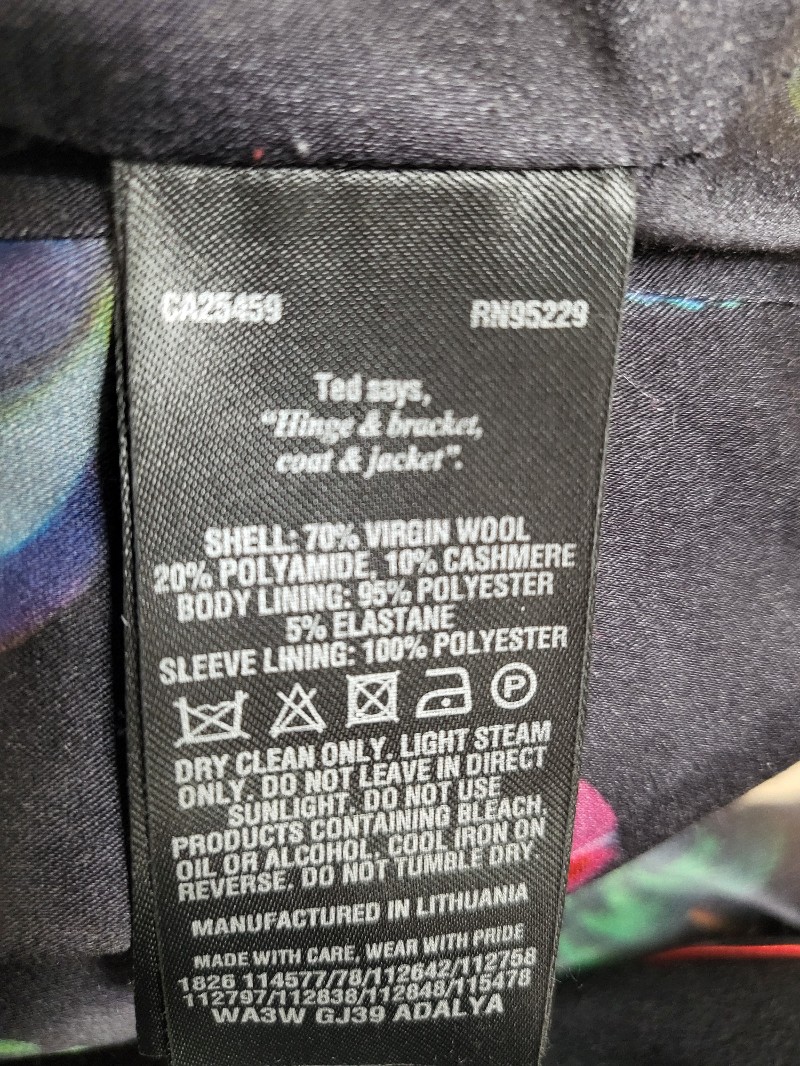 CA25459 RN95229
Ted says,
“Hinge & bracket,
coat & jacket”.
SHELL: 70% VIRGIN WOOL
20% POLYAMIDE, 10% CASHMERE
BODY LINING: 95% POLYESTER
5% ELASTANE
SLEEVE LINING: 100% POLYESTER
P
DRY CLEAN ONLY. LIGHT STEAM
ONLY. DO NOT LEAVE IN DIRECT
SUNLIGHT. DO NOT USE
PRODUCTS CONTAINING BLEACH,
OIL OR ALCOHOL. COOL IRON ON
REVERSE. DO NOT TUMBLE DRY.
MANUFACTURED IN LITHUANIA
MADE WITH CARE, WEAR WITH PRIDE
1826 114577/78/112642/112758
112797/112838/112848/115478
WA3W GJ39 ADALYA